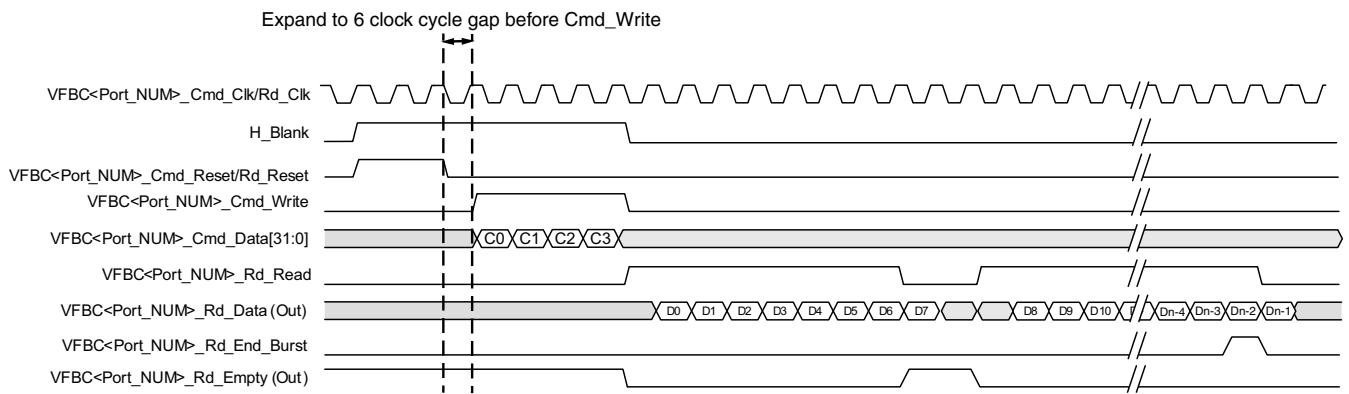 Expand to 6 clock cycle gap before Cmd_Write
VFBC<Port_NUM>_Cmd_Clk/Rd_Clk
H_Blank
VFBC<Port_NUM>_Cmd_Reset/Rd_Reset
VFBC<Port_NUM>_Cmd_Write
VFBC<Port_NUM>_Cmd_Data[31:0] C0 C1 C2 C3
VFBC<Port_NUM>_Rd_Read
VFBC<Port_NUM>_Rd_Data (Out) D0 D1 D2 D3 D4 D5 D6 D7 D8 D9 D10 Dn-4 Dn-3 Dn-2 Dn-1
VFBC<Port_NUM>_Rd_End_Burst
VFBC<Port_NUM>_Rd_Empty (Out)